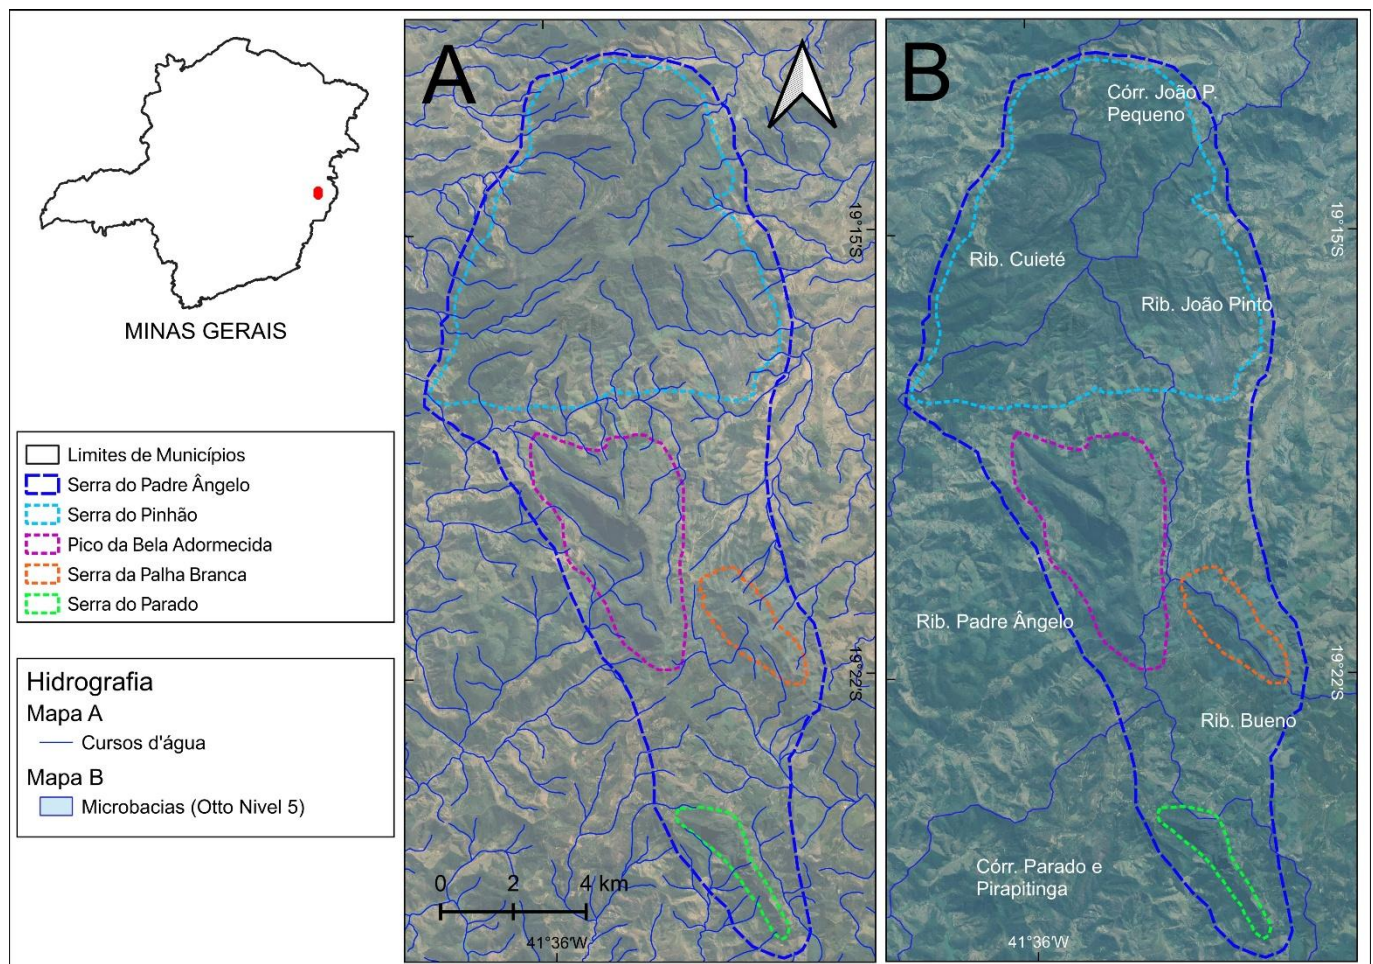 MINAS GERAIS
Limites de Municípios
Serra do Padre Ângelo
Serra do Pinhão
Pico da Bela Adormecida
Serra da Palha Branca
Serra do Parado
Hidrografia
Mapa A
Cursos d'água
Mapa B
Microbacias (Otto Nivel 5)
A
19°15'S
19°22'S
0 2 4 km
41°36'W
B
Córr. João P.
Pequeno
19°15'S
Rib. Cuieté
Rib. João Pinto
Rib. Padre Ângelo
19°22'S
Rib. Bueno
Córr. Parado e
Pirapitinga
41°36'W